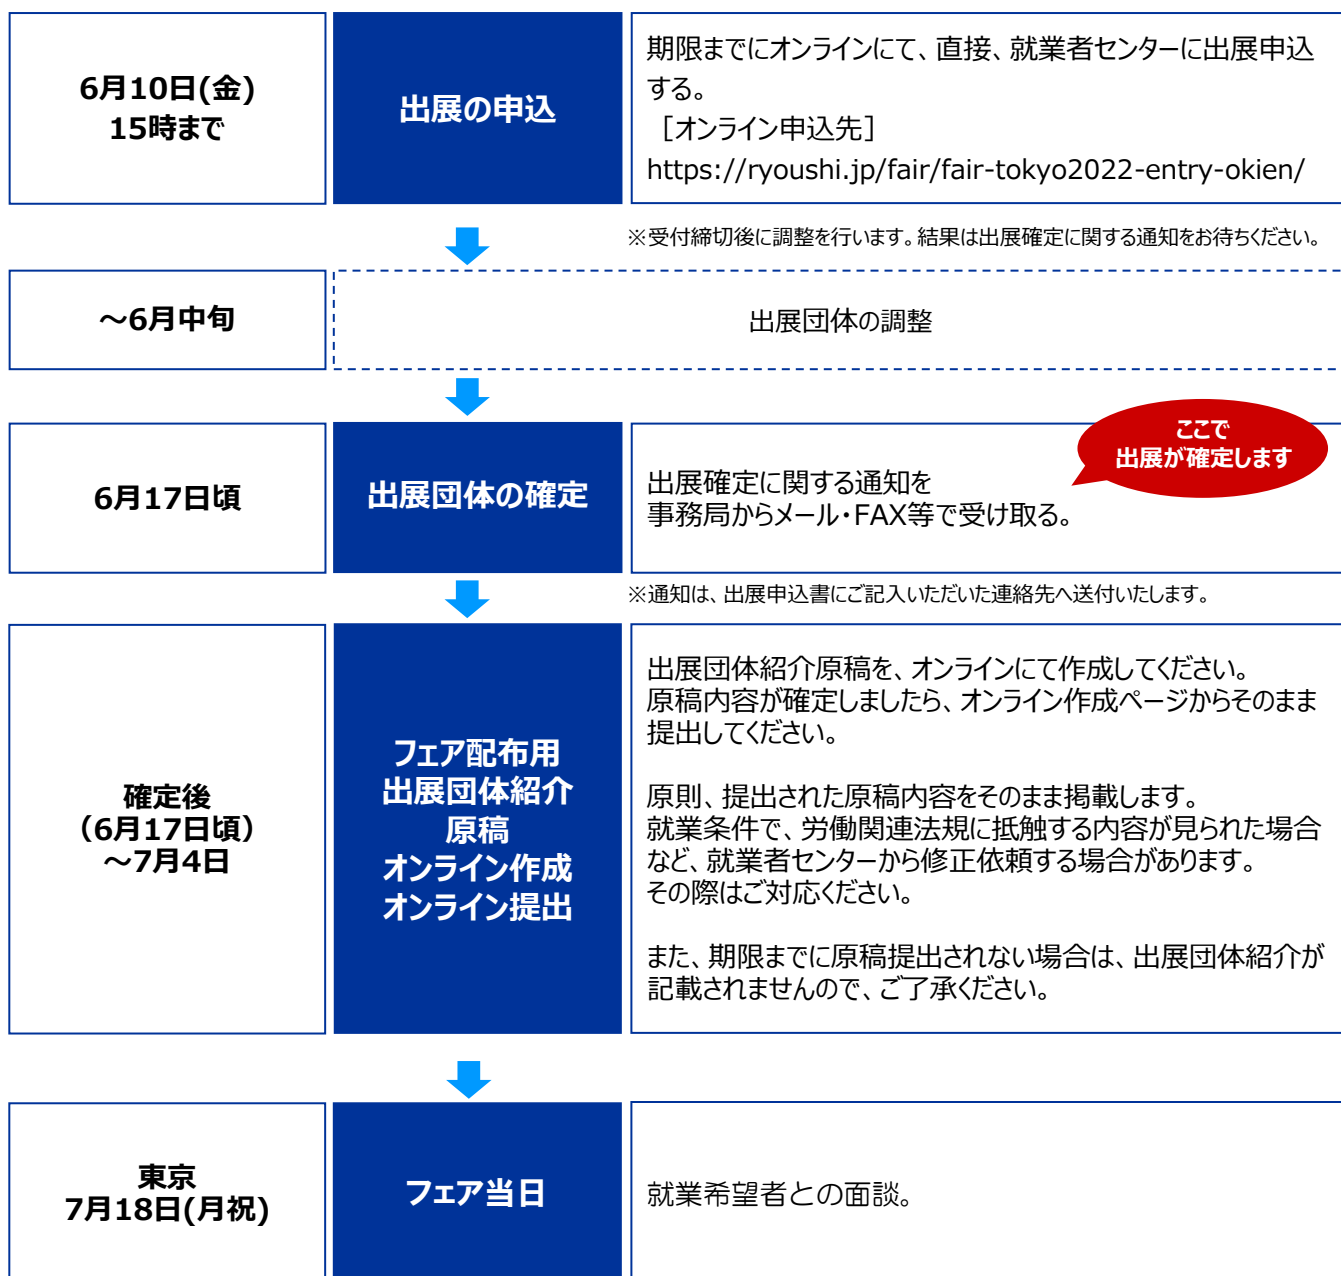 6月10日(金)
15時まで
出展の申込
期限までにオンラインにて、直接、就業者センターに出展申込
する。
［オンライン申込先］
https://ryoushi.jp/fair/fair-tokyo2022-entry-okien/
※受付締切後に調整を行います。結果は出展確定に関する通知をお待ちください。
～6月中旬
出展団体の調整
6月17日頃
出展団体の確定
ここで
出展が確定します
出展確定に関する通知を
事務局からメール・FAX等で受け取る。
※通知は、出展申込書にご記入いただいた連絡先へ送付いたします。
確定後
（6月17日頃）
～7月4日
フェア配布用
出展団体紹介
原稿
オンライン作成
オンライン提出
出展団体紹介原稿を、オンラインにて作成してください。
原稿内容が確定しましたら、オンライン作成ページからそのまま
提出してください。
原則、提出された原稿内容をそのまま掲載します。
就業条件で、労働関連法規に抵触する内容が見られた場合
など、就業者センターから修正依頼する場合があります。
その際はご対応ください。
また、期限までに原稿提出されない場合は、出展団体紹介が
記載されませんので、ご了承ください。
東京
7月18日(月祝)
フェア当日
就業希望者との面談。